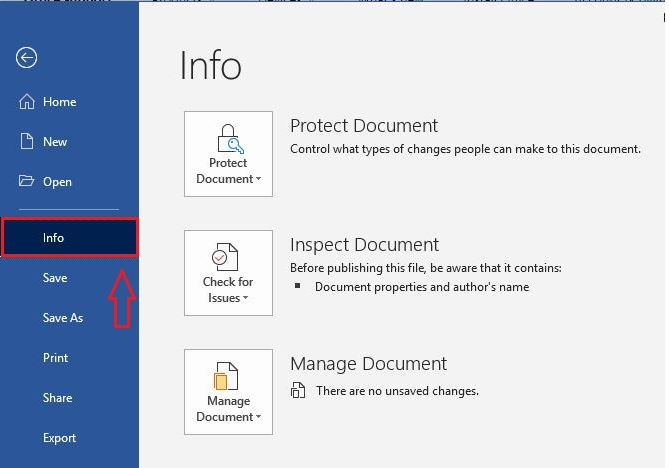 Home
New
Open
Info
Save
Save As
Print
Share
Export
Info
Protect
Document
Protect Document
Control what types of changes people can make to this document.
Check for
Issues
Inspect Document
Before publishing this file, be aware that it contains:
Document properties and author's name
Manage
Document
Manage Document
There are no unsaved changes.